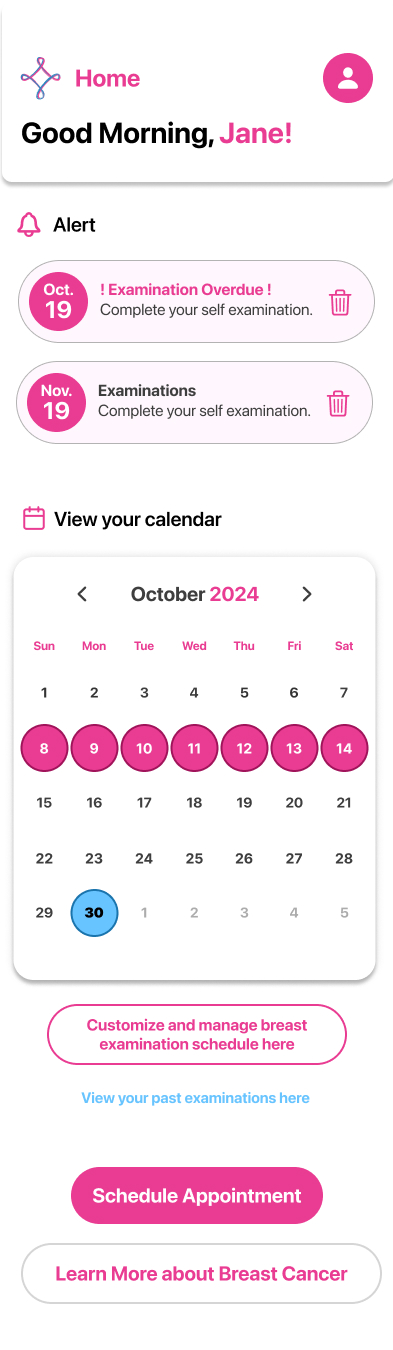 Home
Good Morning, Jane!
Alert
Oct.
19
! Examination Overdue !
Complete your self examination.
Nov.
19
Examinations
Complete your self examination.
View your calendar
October 2024
Sun Mon Tue Wed Thu Fri Sat
1 2 3 4 5 6 7
8 9 10 11 12 13 14
15 16 17 18 19 20 21
22 23 24 25 26 27 28
29 30 1 2 3 4 5
Customize and manage breast
examination schedule here
View your past examinations here
Schedule Appointment
Learn More about Breast Cancer